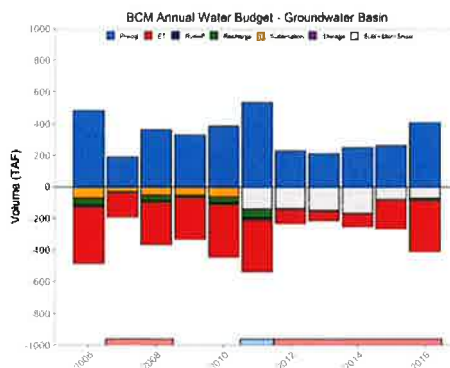 BCM Annual Water Budget - Groundwater Basin
Precip ET Runoff Recharge Sublimation Storage
Volume (TAF)
1000
800
600
400
200
0
200
400
600
800
-1000
2006 2008 2010 2012 2014 2016